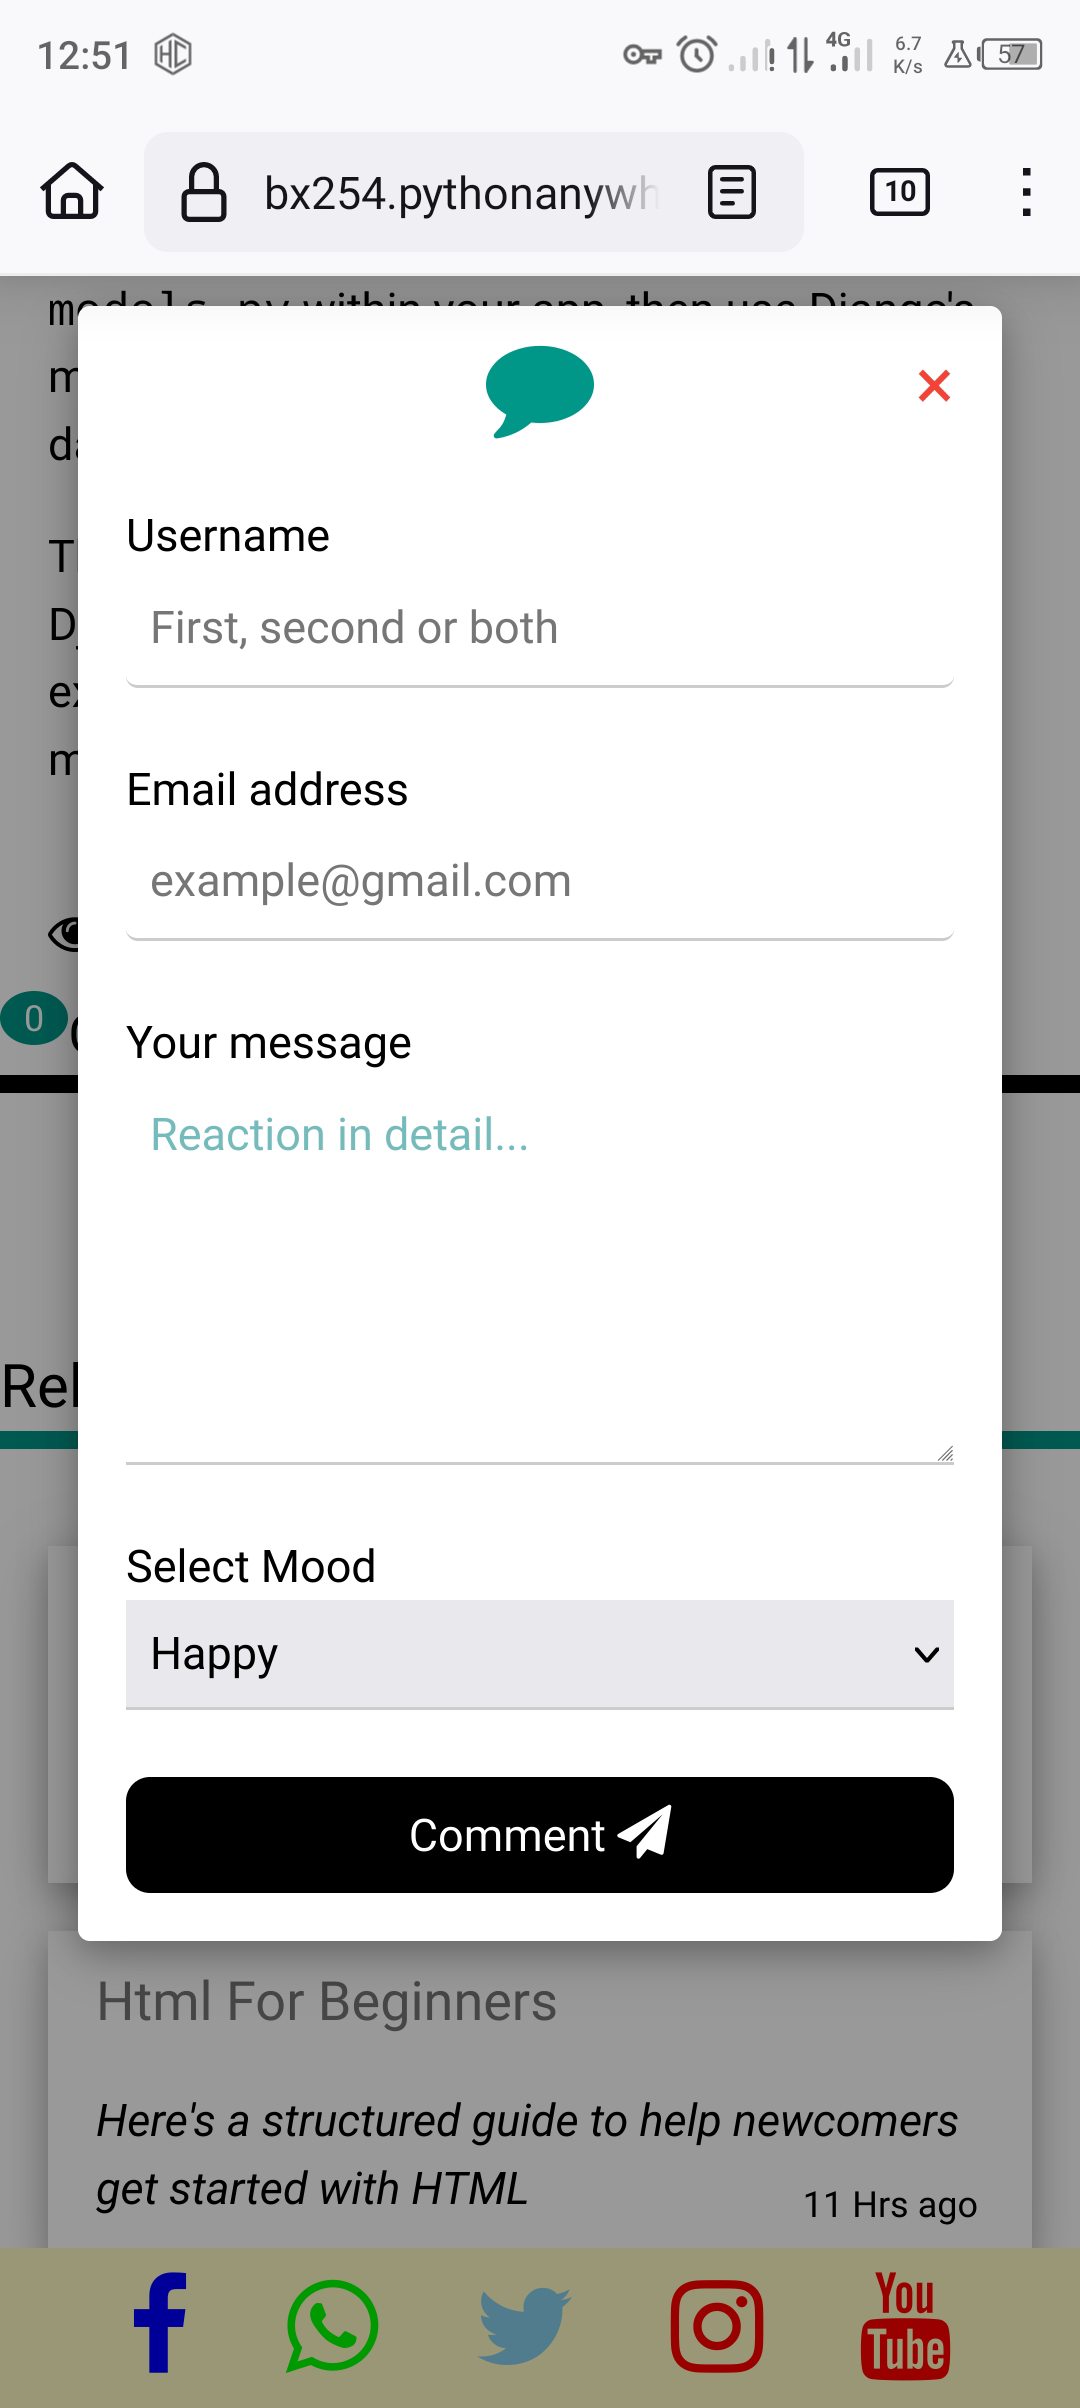 12:51 HC 4G 6.7 K/s 57
bx254.pythonanywh 10
models.py within your app, then use Django's
Username
First, second or both
Email address
example@gmail.com
0
Your message
Reaction in detail...
Rel
Select Mood
Happy
Comment
Html For Beginners
Here's a structured guide to help newcomers
get started with HTML
11 Hrs ago
You
Tube